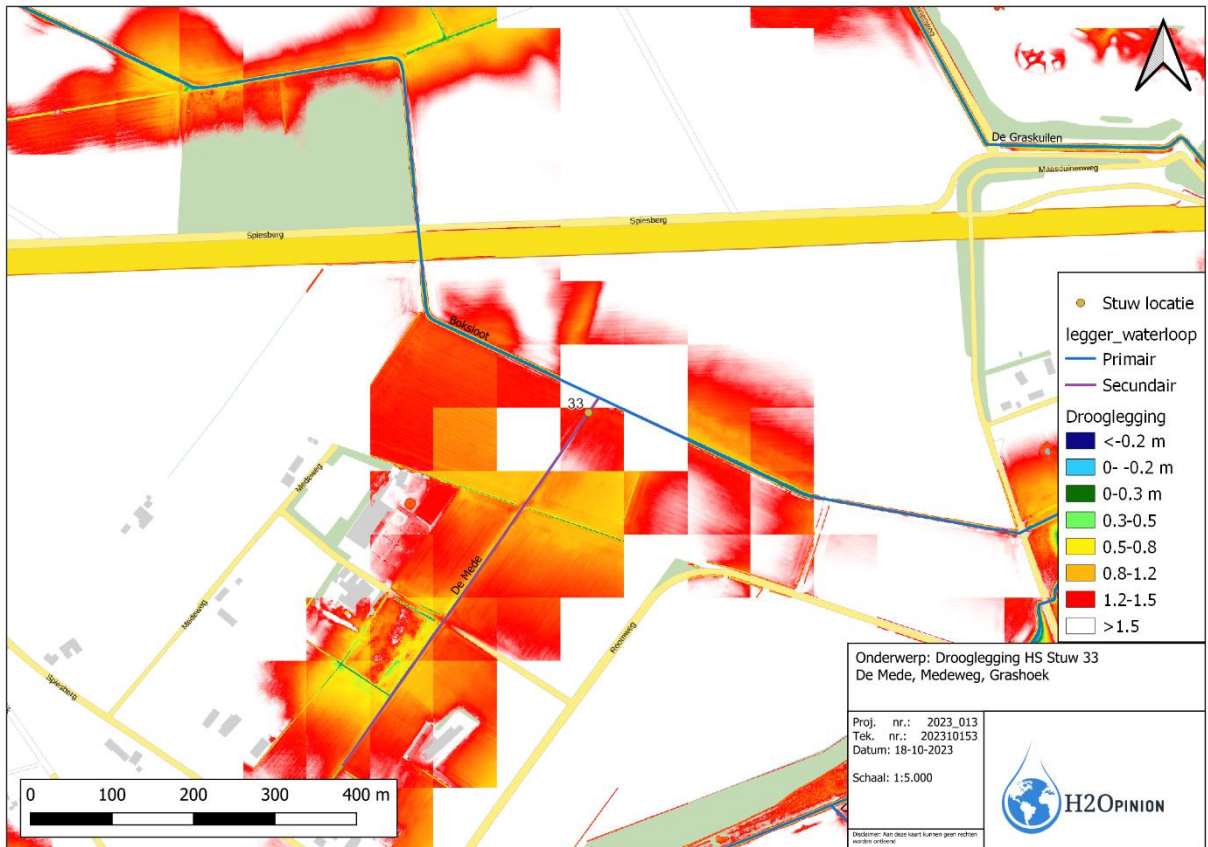 De Graskuilen
Maasduinenweg
Spiesberg
Spiesberg
Boksloot
33
Medeweg
De Mede
Medeweg
Roomweg
Spiesberg
Stuw locatie
legger_waterloop
Primair
Secundair
Drooglegging
<-0.2 m
0- -0.2 m
0-0.3 m
0.3-0.5
0.5-0.8
0.8-1.2
1.2-1.5
>1.5
Onderwerp: Drooglegging HS Stuw 33
De Mede, Medeweg, Grashoek
Proj. nr.: 2023_013
Tek. nr.: 202310153
Datum: 18-10-2023
Schaal: 1:5.000
Disclaimer: Aan deze kaart kunnen geen rechten
worden ontleend
H2OPINION
0 100 200 300 400 m